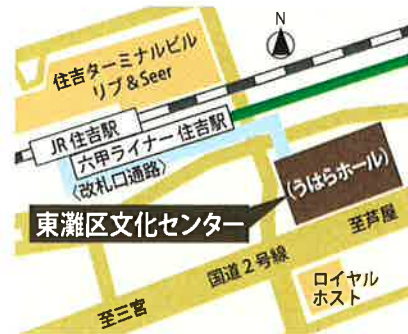 N
住吉ターミナルビル
リブ&Seer
JR住吉駅
六甲ライナー住吉駅
〈改札口通路〉
(うはらホール)
東灘区文化センター
至芦屋
国道2号線
至三宮
ロイヤル
ホスト